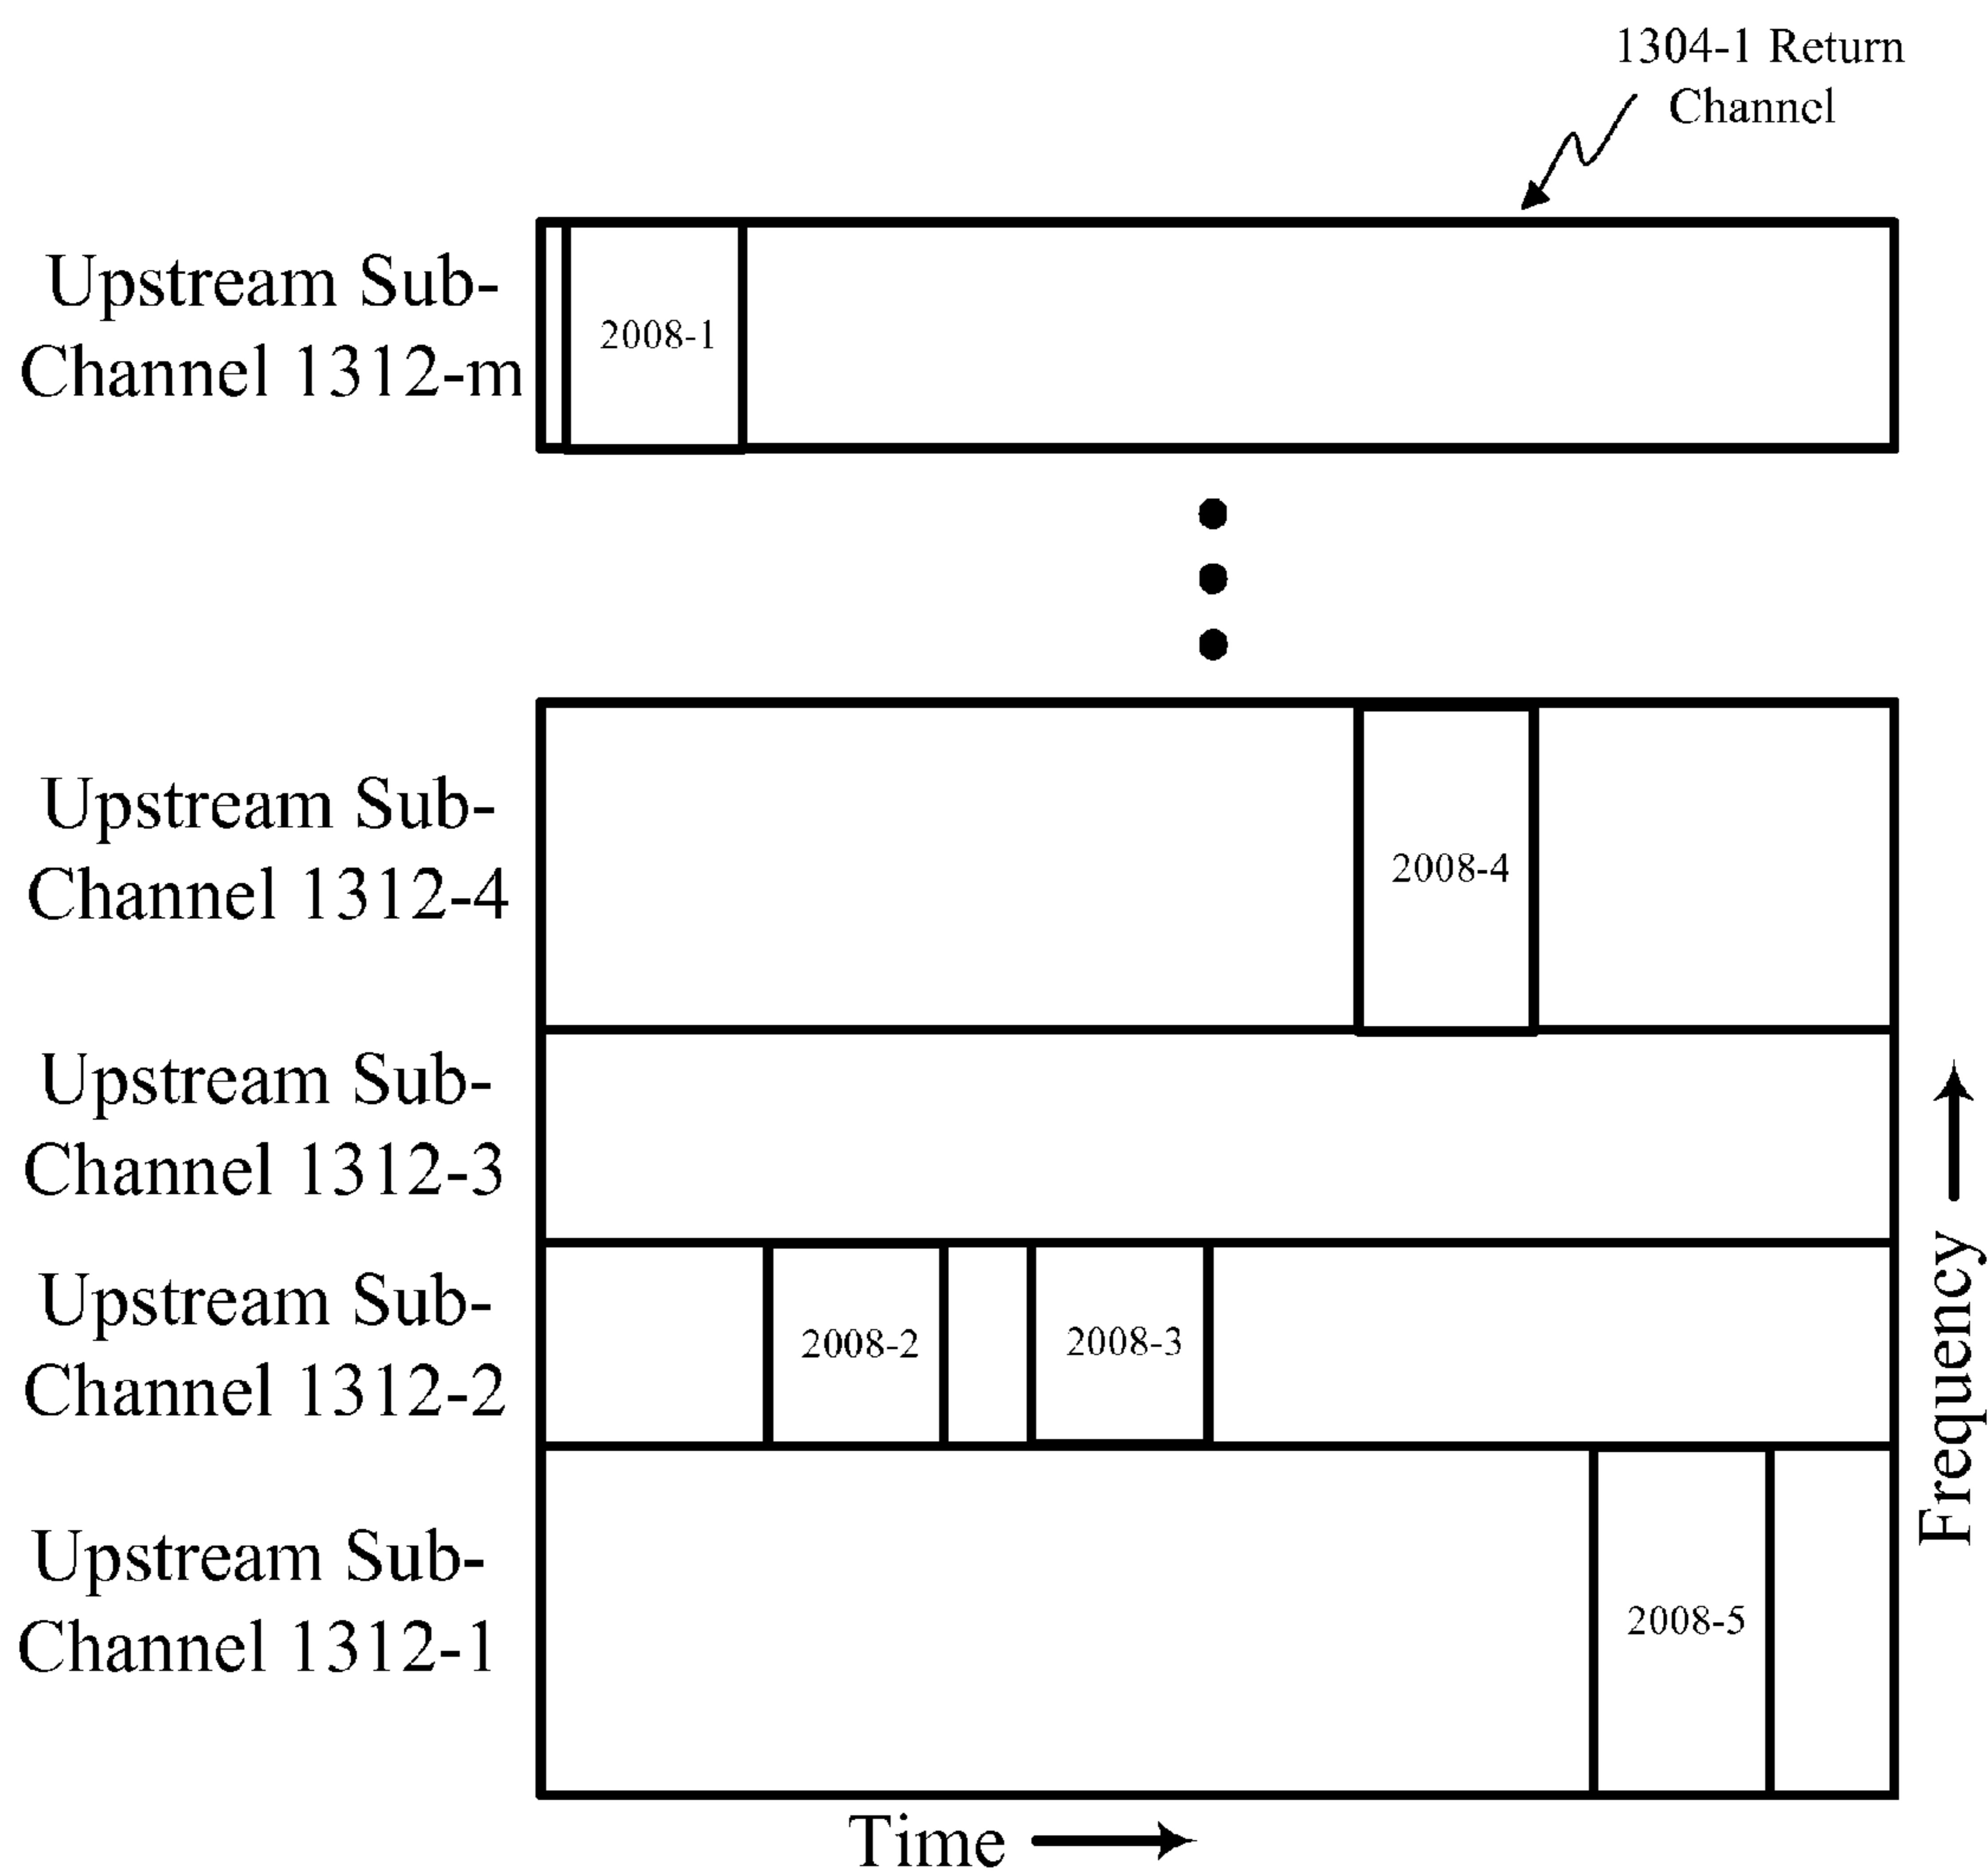 1304-1 Return
Channel
Upstream Sub-
Channel 1312-m
2008-1
Upstream Sub-
Channel 1312-4
2008-4
Upstream Sub-
Channel 1312-3
Upstream Sub-
Channel 1312-2
2008-2
2008-3
Upstream Sub-
Channel 1312-1
2008-5
Frequency
Time